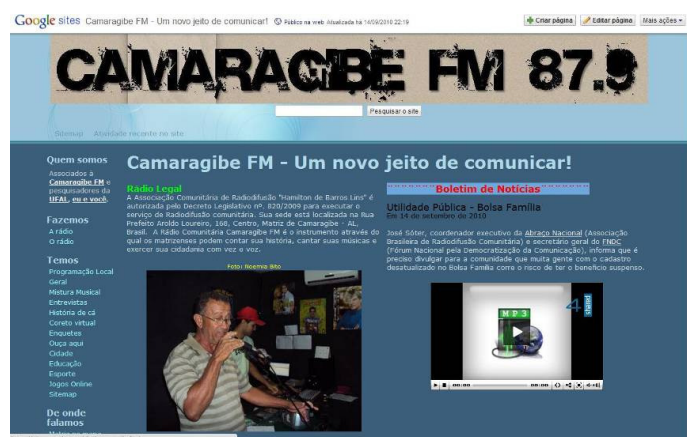 Google sites Camaragibe FM - Um novo jeito de comunicar! Público na web Atualizada há 14/09/2010 22:19 Criar página Editar página Mais ações
CAMARAGIBE FM 87.9
Pesquisar o site
Sitemap Atividade recente no site
Camaragibe FM - Um novo jeito de comunicar!
Quem somos
Associados à
Camaragibe FM e
pesquisadores da
UFAL, eu e você.
Fazemos
A rádio
O rádio
Temos
Programação Local
Geral
Mistura Musical
Entrevistas
História de cá
Coreto virtual
Enquetes
Ouça aqui
Cidade
Educação
Esporte
Jogos Online
Sitemap
De onde
falamos
Rádio Legal
A Associação Comunitária de Radiodifusão "Hamilton de Barros Lins" é
autorizada pelo Decreto Legislativo nº. 820/2009 para executar o
serviço de Radiodifusão comunitária. Sua sede está localizada na Rua
Prefeito Aroldo Loureiro, 168, Centro, Matriz de Camaragibe - AL,
Brasil. A Rádio Comunitária Camaragibe FM é o instrumento através do
qual os matrizenses podem contar sua história, cantar suas músicas e
exercer sua cidadania com vez e voz.
Foto: Noemia Bito
Boletim de Notícias
Utilidade Pública - Bolsa Família
Em 14 de setembro de 2010
José Sóter, coordenador executivo da Abraço Nacional (Associação
Brasileira de Radiodifusão Comunitária) e secretário geral do FNDC
(Fórum Nacional pela Democratização da Comunicação), informa que é
preciso divulgar para a comunidade que muita gente com o cadastro
desatualizado no Bolsa Família corre o risco de ter o benefício suspenso.
MP3
4